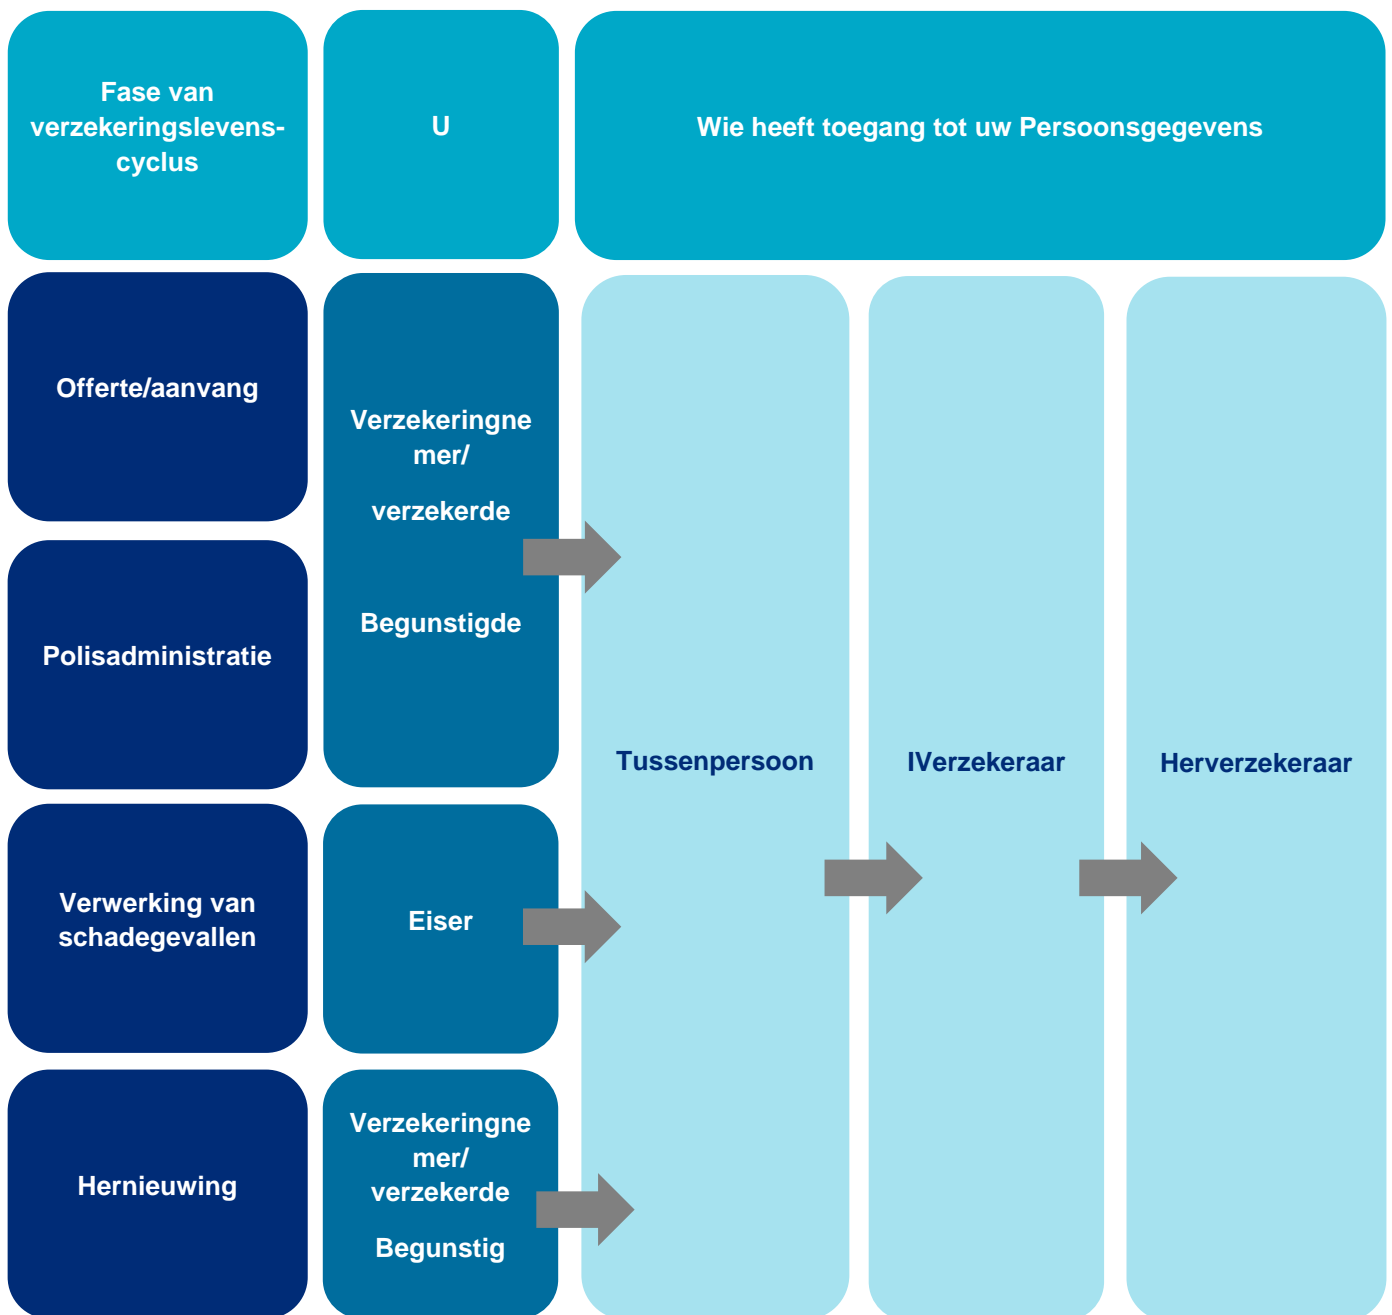 Fase van
verzekeringslevens-
cyclus
U
Wie heeft toegang tot uw Persoonsgegevens
Offerte/aanvang
Verzekeringne
mer/
verzekerde
Begunstigde
Polisadministratie
Tussenpersoon
IVerzekeraar
Herverzekeraar
Verwerking van
schadegevallen
Eiser
Hernieuwing
Verzekeringne
mer/
verzekerde
Begunstig